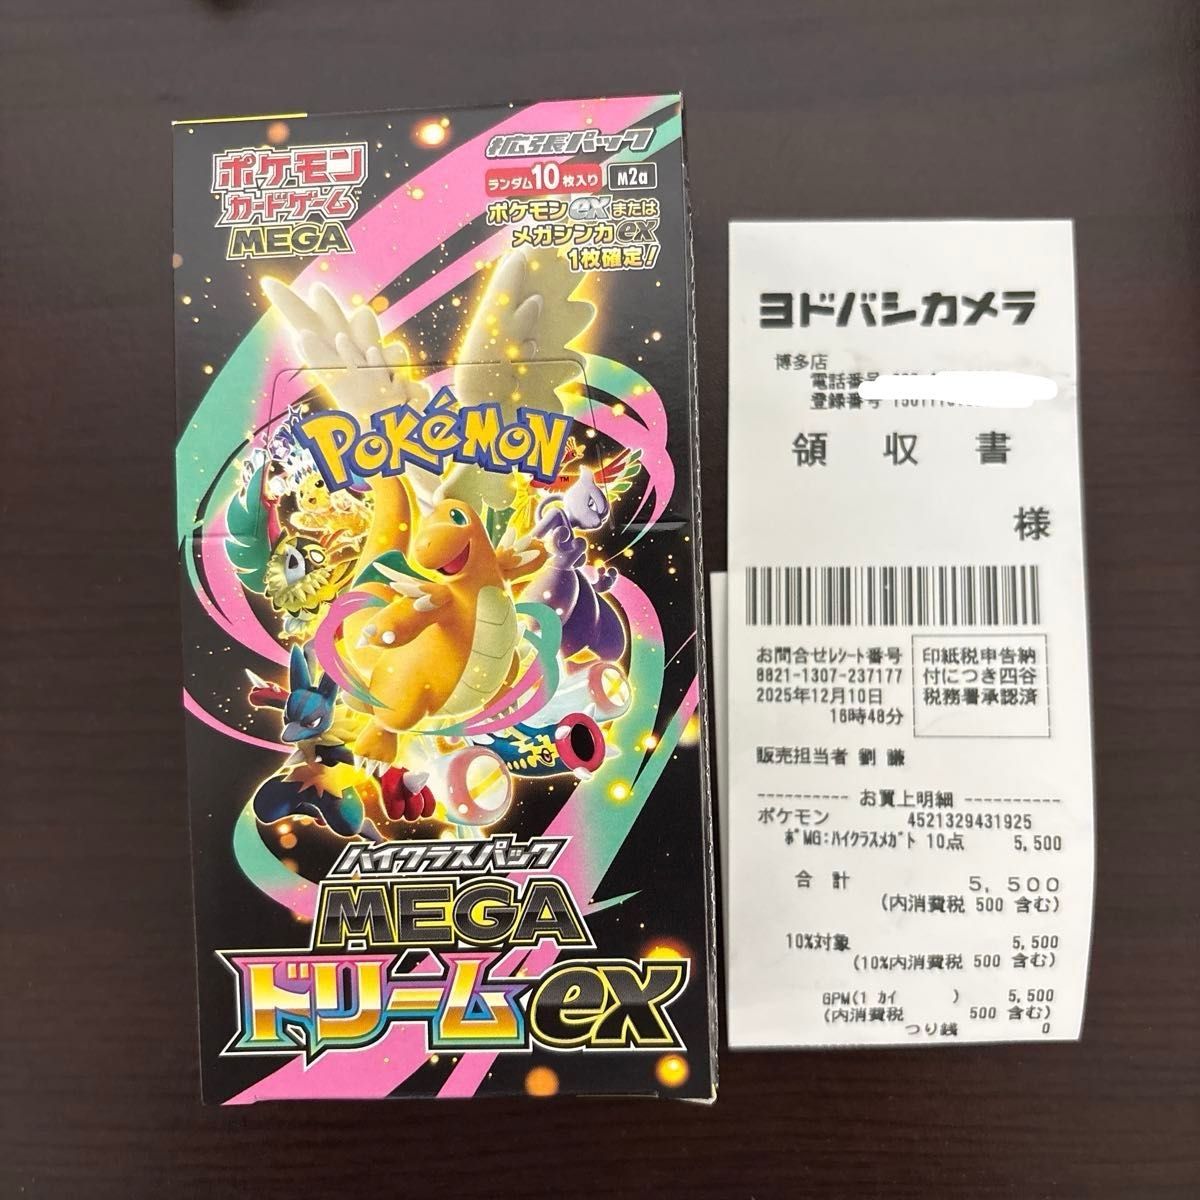 ポケモン
カードゲーム
MEGA
拡張パック
ランダム10枚入り M2a
ポケモンexまたは
メガシンカex
1枚確定!
POKéMON
TM
ハイクラスパック
MEGA
ドリームex
ヨドバシカメラ
博多店
電話番号
登録番号
領収書
様
お問合せレシート番号
8821-1307-237177
2025年12月10日
16時48分
印紙税申告納
付につき四谷
税務署承認済
販売担当者 劉 謙
---------- お買上明細 ----------
ポケモン 4521329431925
ポMG:ハイクラスメガト 10点 5,500
合 計 5,500
(内消費税 500 含む)
10%対象 5,500
(10%内消費税 500 含む)
GPM(1 カイ ) 5,500
(内消費税 500 含む)
つり銭 0